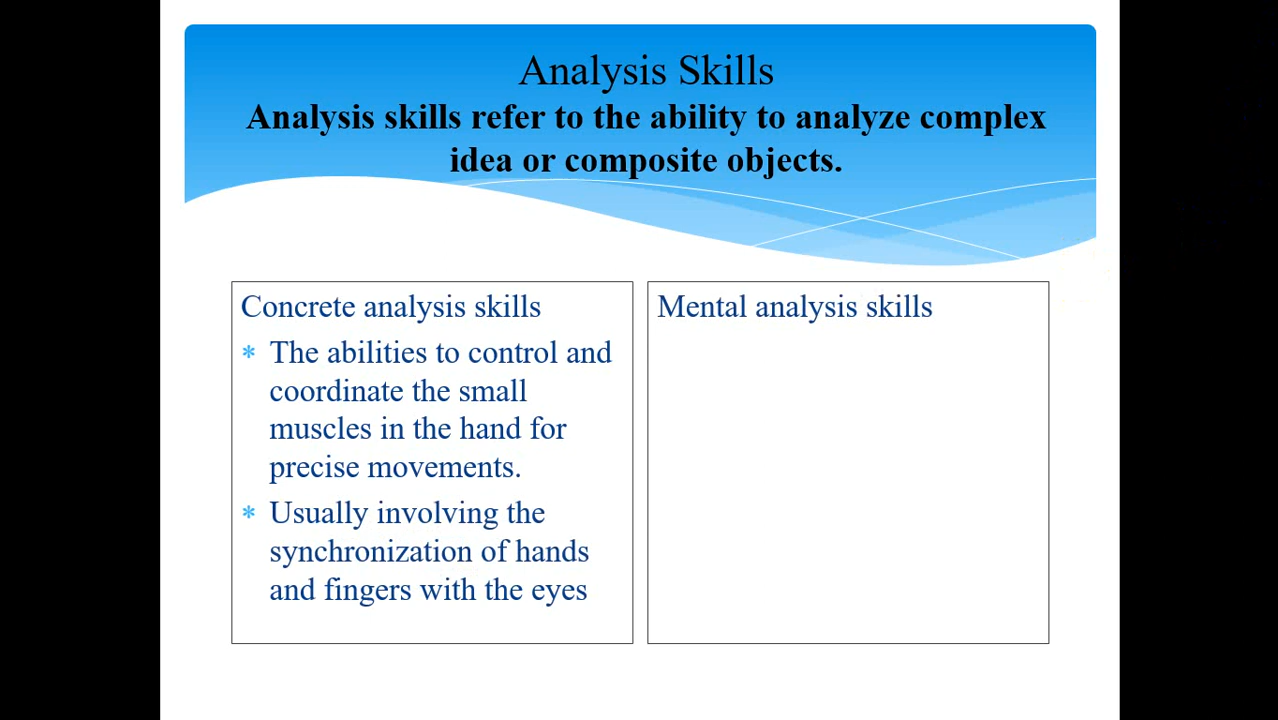 Analysis Skills
Analysis skills refer to the ability to analyze complex
idea or composite objects.
Concrete analysis skills
* The abilities to control and
coordinate the small
muscles in the hand for
precise movements.
* Usually involving the
synchronization of hands
and fingers with the eyes
Mental analysis skills